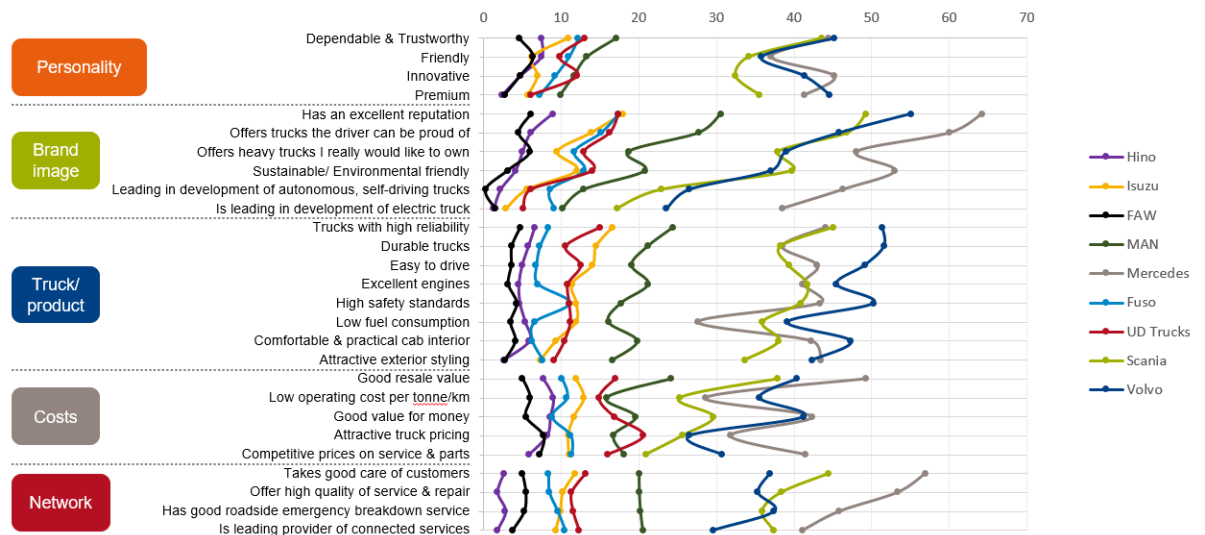 0 10 20 30 40 50 60 70
Personality
Dependable & Trustworthy
Friendly
Innovative
Premium
Brand
image
Has an excellent reputation
Offers trucks the driver can be proud of
Offers heavy trucks I really would like to own
Sustainable/ Environmental friendly
Leading in development of autonomous, self-driving trucks
Is leading in development of electric truck
Truck/
product
Trucks with high reliability
Durable trucks
Easy to drive
Excellent engines
High safety standards
Low fuel consumption
Comfortable & practical cab interior
Attractive exterior styling
Costs
Good resale value
Low operating cost per tonne/km
Good value for money
Attractive truck pricing
Competitive prices on service & parts
Network
Takes good care of customers
Offer high quality of service & repair
Has good roadside emergency breakdown service
Is leading provider of connected services
Hino
Isuzu
FAW
MAN
Mercedes
Fuso
UD Trucks
Scania
Volvo